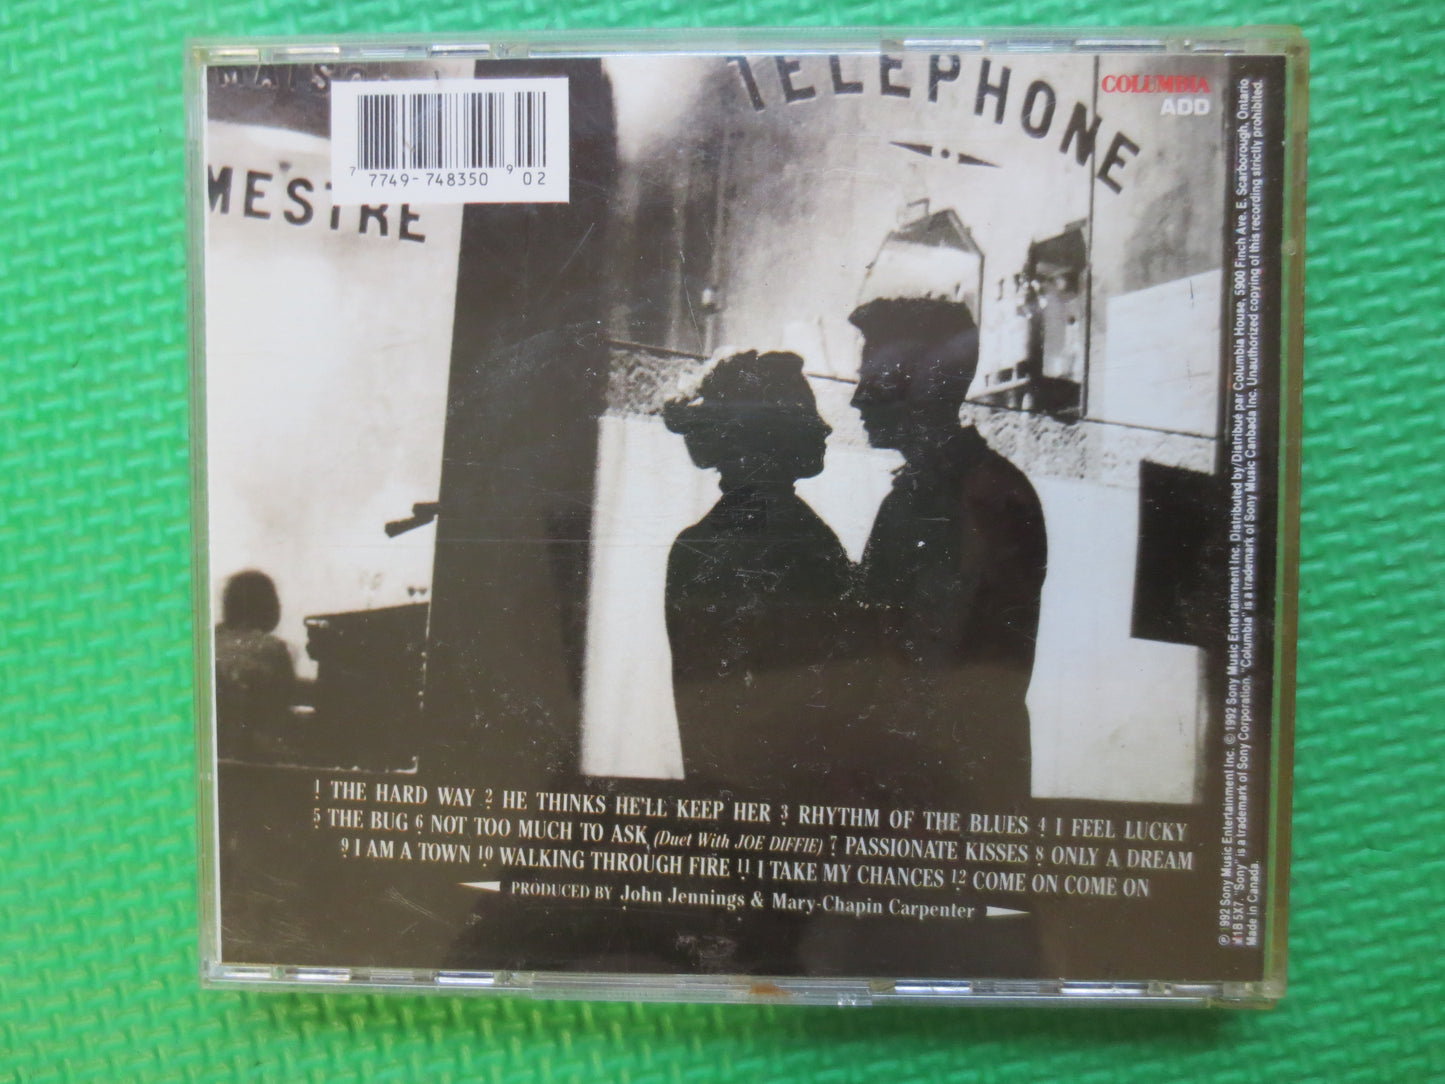 MAISON
MESTRE
TELEPHONE
COLUMBIA
ADD
7 7749-748350 9 02
1 THE HARD WAY 2 HE THINKS HE'LL KEEP HER 3 RHYTHM OF THE BLUES 4 I FEEL LUCKY
5 THE BUG 6 NOT TOO MUCH TO ASK (Duet With JOE DIFFIE) 7 PASSIONATE KISSES 8 ONLY A DREAM
9 I AM A TOWN 10 WALKING THROUGH FIRE 11 I TAKE MY CHANCES 12 COME ON COME ON
PRODUCED BY John Jennings & Mary-Chapin Carpenter
℗ 992 Sony Music Entertainment Inc. © 1992 Sony Music Entertainment Inc. Distributed by/Distribué par Columbia House, 5900 Finch Ave. E. Scarborough, Ontario
M1B 5X7. "Sony" is a trademark of Sony Corporation. "Columbia" is a trademark of Sony Music Canbada Inc. Unauthorized copying of this recording strictly prohibited.
Made in Canada.